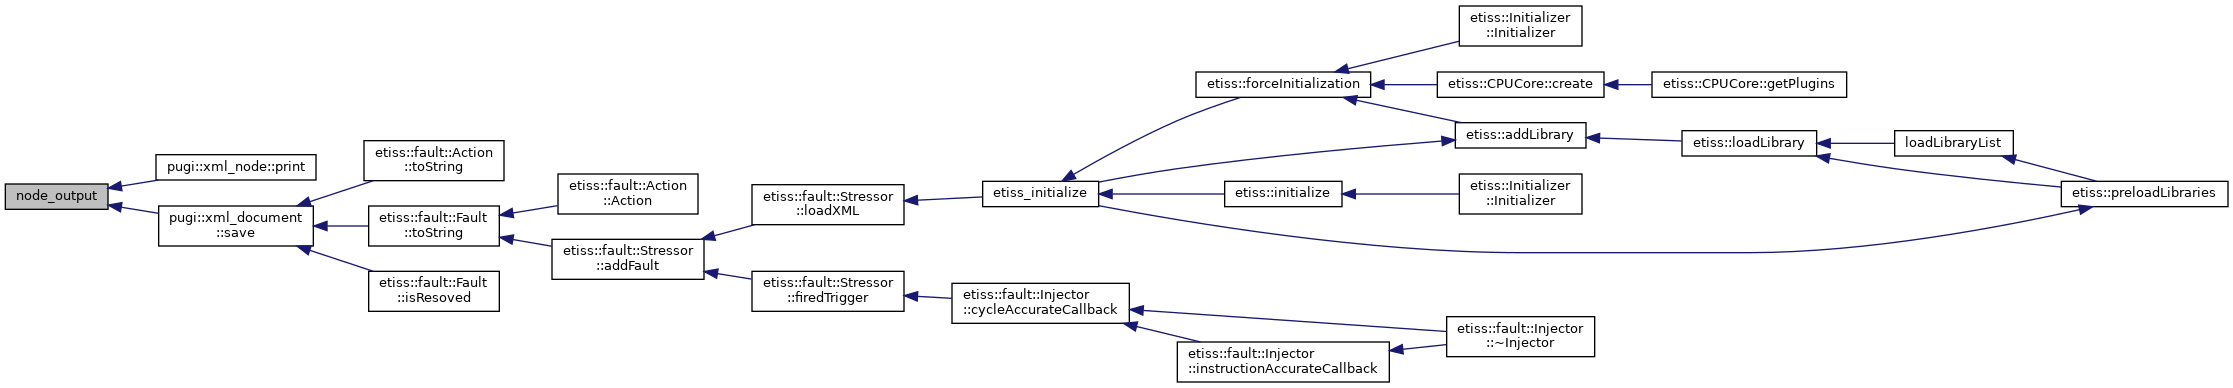 node_output
pugi::xml_node::print
pugi::xml_document
::save
etiss::fault::Action
::toString
etiss::fault::Fault
::toString
etiss::fault::Fault
::isResoved
etiss::fault::Action
::Action
etiss::fault::Stressor
::addFault
etiss::fault::Stressor
::loadXML
etiss::fault::Stressor
::firedTrigger
etiss_initialize
etiss::fault::Injector
::cycleAccurateCallback
etiss::fault::Injector
::instructionAccurateCallback
etiss::forceInitialization
etiss::initialize
etiss::Initializer
::Initializer
etiss::CPUCore::create
etiss::addLibrary
etiss::Initializer
::Initializer
etiss::fault::Injector
::~Injector
etiss::CPUCore::getPlugins
etiss::loadLibrary
loadLibraryList
etiss::preloadLibraries